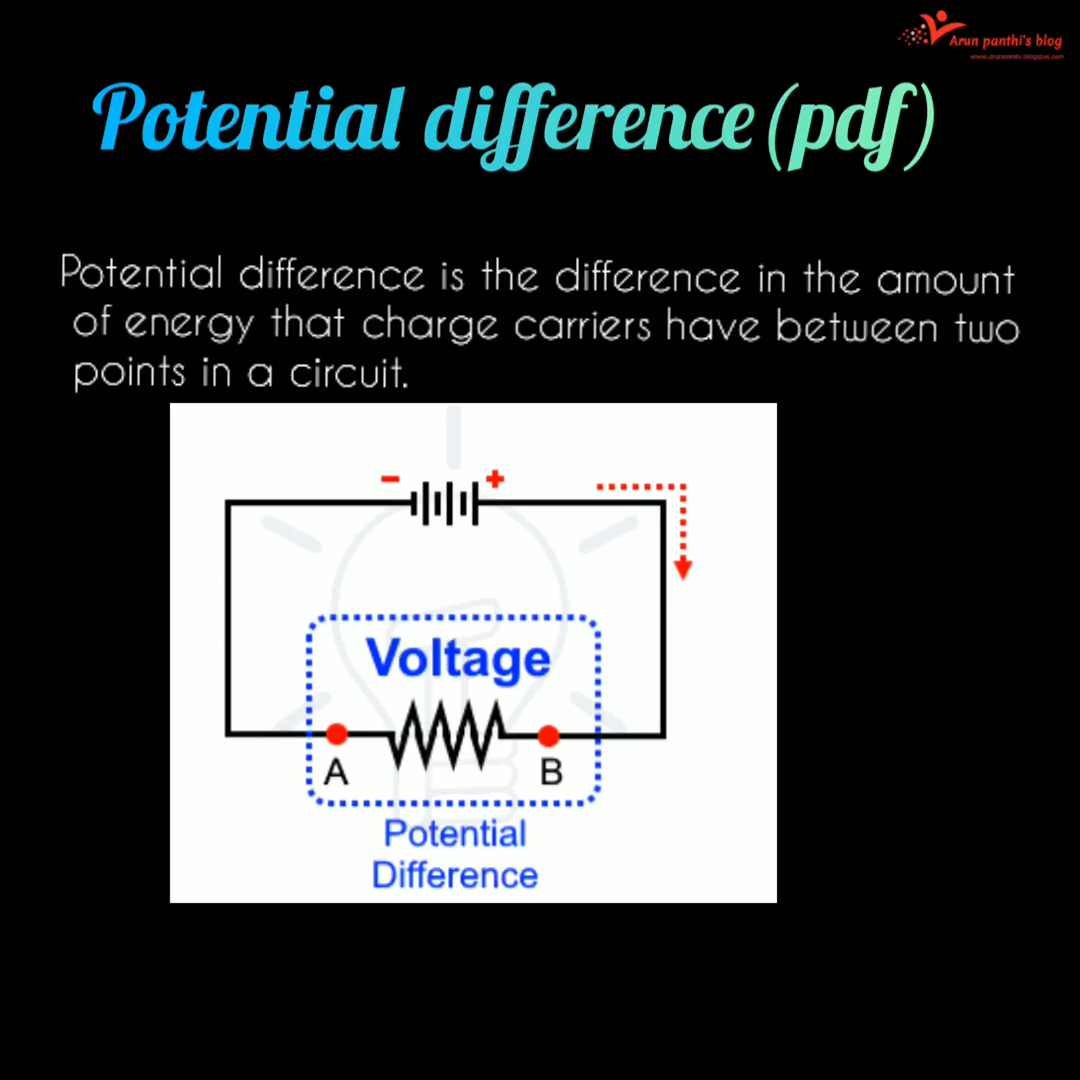 Arun panthi's blog
Potential difference (pdf)
Potential difference is the difference in the amount
of energy that charge carriers have between two
points in a circuit.
- +
Voltage
A B
Potential
Difference